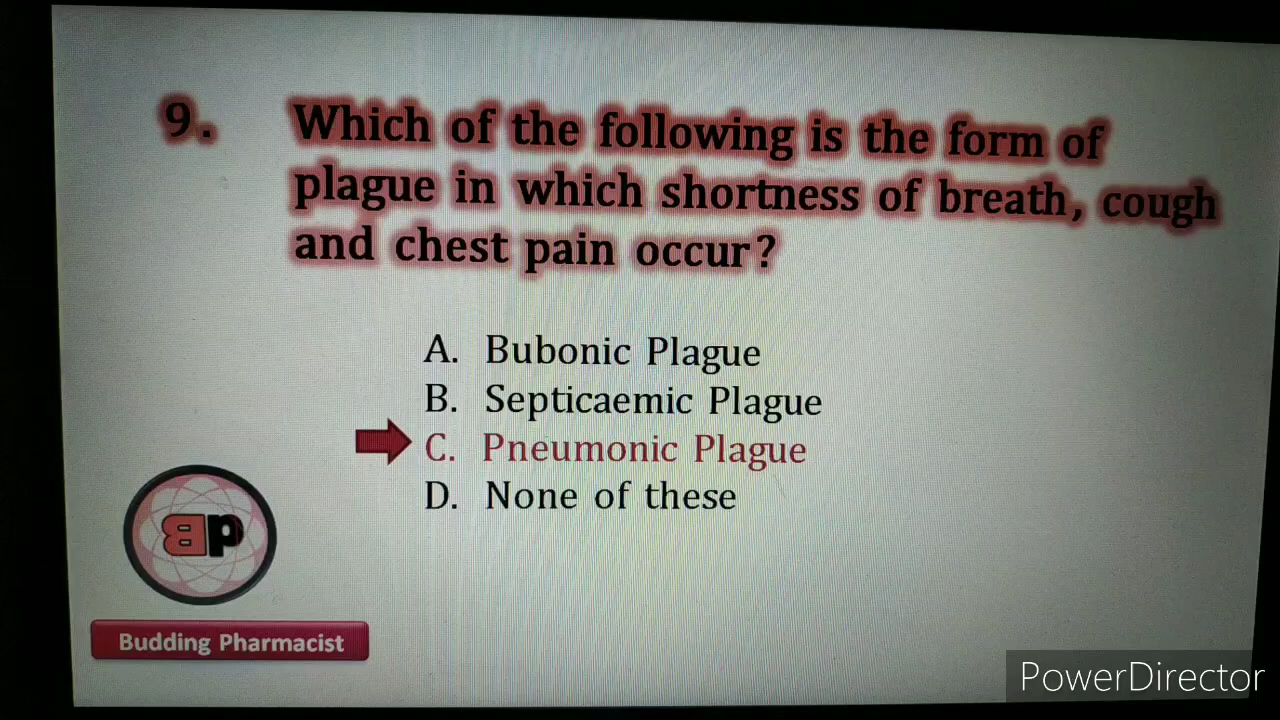 9. Which of the following is the form of
plague in which shortness of breath, cough
and chest pain occur?
A. Bubonic Plague
B. Septicaemic Plague
C. Pneumonic Plague
D. None of these
BP
Budding Pharmacist
PowerDirector